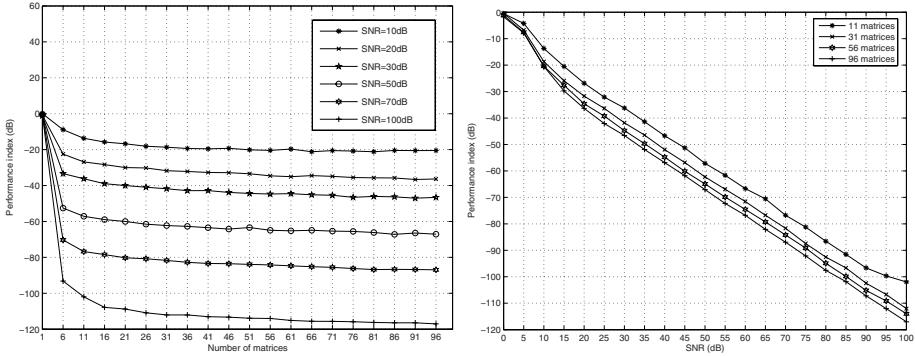 60
40
20
0
−20
−40
−60
−80
−100
−120
Performance index (dB)
1 6 11 16 21 26 31 36 41 46 51 56 61 66 71 76 81 86 91 96
Number of matrices
SNR=10dB
SNR=20dB
SNR=30dB
SNR=50dB
SNR=70dB
SNR=100dB
0
−10
−20
−30
−40
−50
−60
−70
−80
−90
−100
−110
−120
Performance index (dB)
0 5 10 15 20 25 30 35 40 45 50 55 60 65 70 75 80 85 90 95 100
SNR (dB)
11 matrices
31 matrices
56 matrices
96 matrices